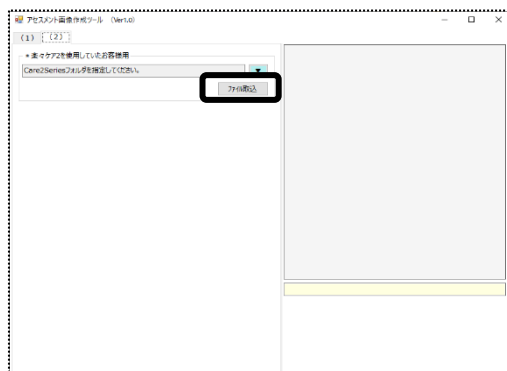 アセスメント画像作成ツール (Ver1.0)
(1) (2)
*楽々ケア2を使用していたお客様用
Care2Seriesフォルダを指定してください。
ファイル取込